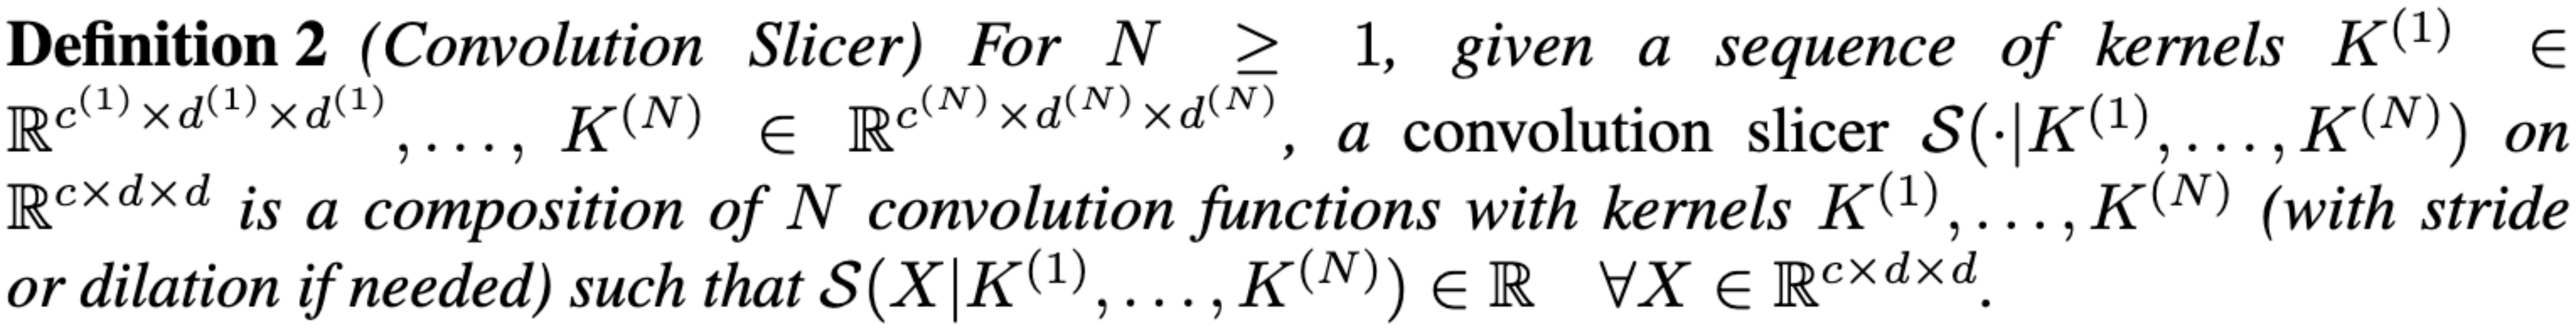 Definition 2 (Convolution Slicer) For N ≥ 1, given a sequence of kernels K^{(1)} ∈
ℝ^{c^{(1)}×d^{(1)}×d^{(1)}}, . . . , K^{(N)} ∈ ℝ^{c^{(N)}×d^{(N)}×d^{(N)}}, a convolution slicer 𝒮(·|K^{(1)}, . . . , K^{(N)}) on
ℝ^{c×d×d} is a composition of N convolution functions with kernels K^{(1)}, . . . , K^{(N)} (with stride
or dilation if needed) such that 𝒮(X|K^{(1)}, . . . , K^{(N)}) ∈ ℝ ∀X ∈ ℝ^{c×d×d}.